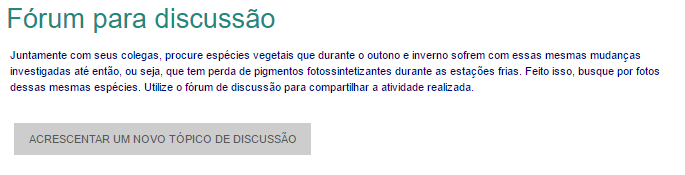 Fórum para discussão
Juntamente com seus colegas, procure espécies vegetais que durante o outono e inverno sofrem com essas mesmas mudanças
investigadas até então, ou seja, que tem perda de pigmentos fotossintetizantes durante as estações frias. Feito isso, busque por fotos
dessas mesmas espécies. Utilize o fórum de discussão para compartilhar a atividade realizada.
ACRESCENTAR UM NOVO TÓPICO DE DISCUSSÃO